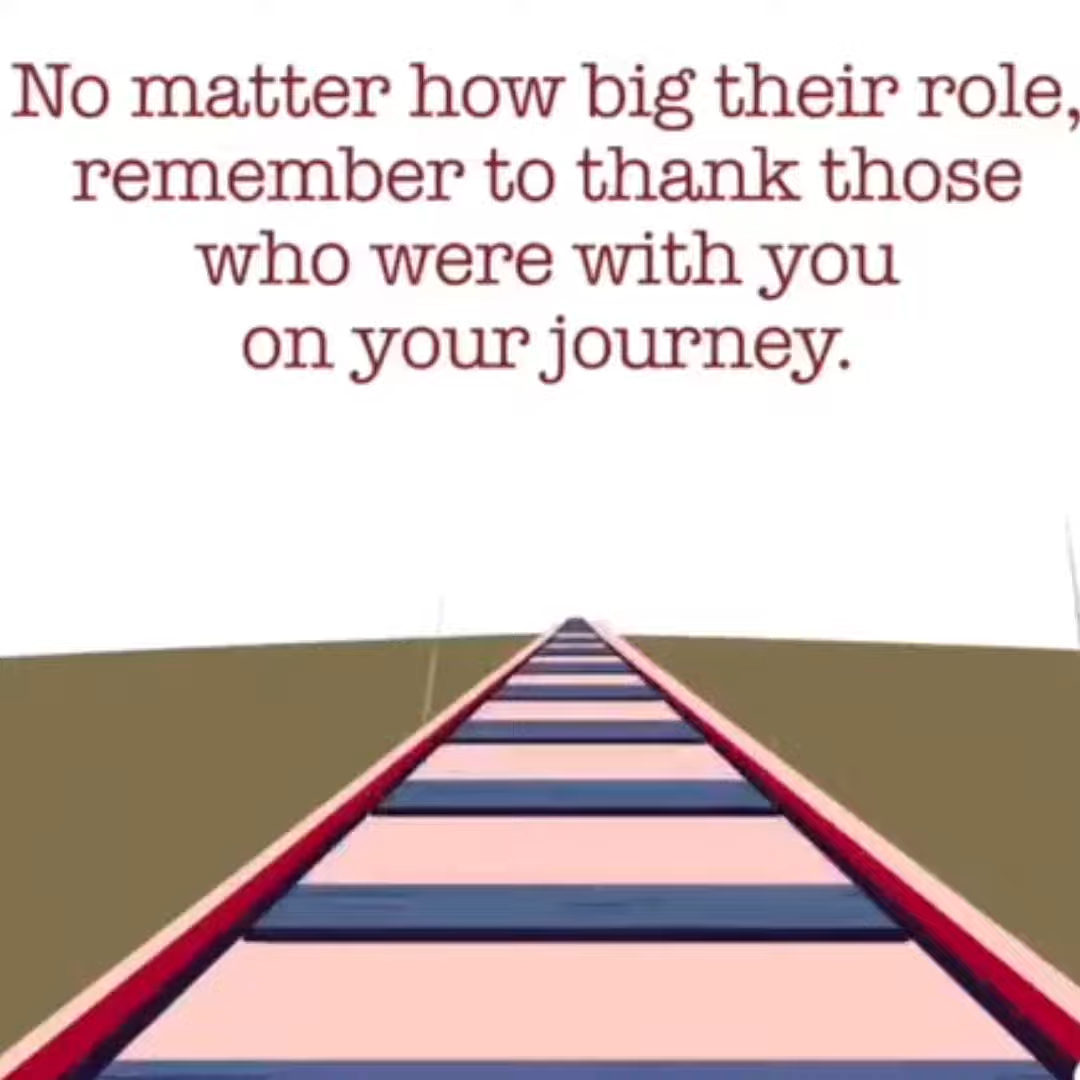 No matter how big their role,
remember to thank those
who were with you
on your journey.